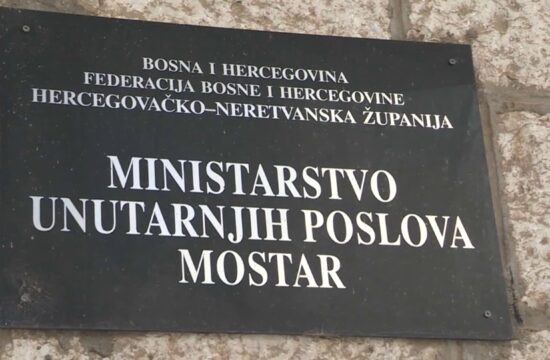 BOSNA I HERCEGOVINA
FEDERACIJA BOSNE I HERCEGOVINE
HERCEGOVAČKO–NERETVANSKA ŽUPANIJA
MINISTARSTVO
UNUTARNJIH POSLOVA
MOSTAR